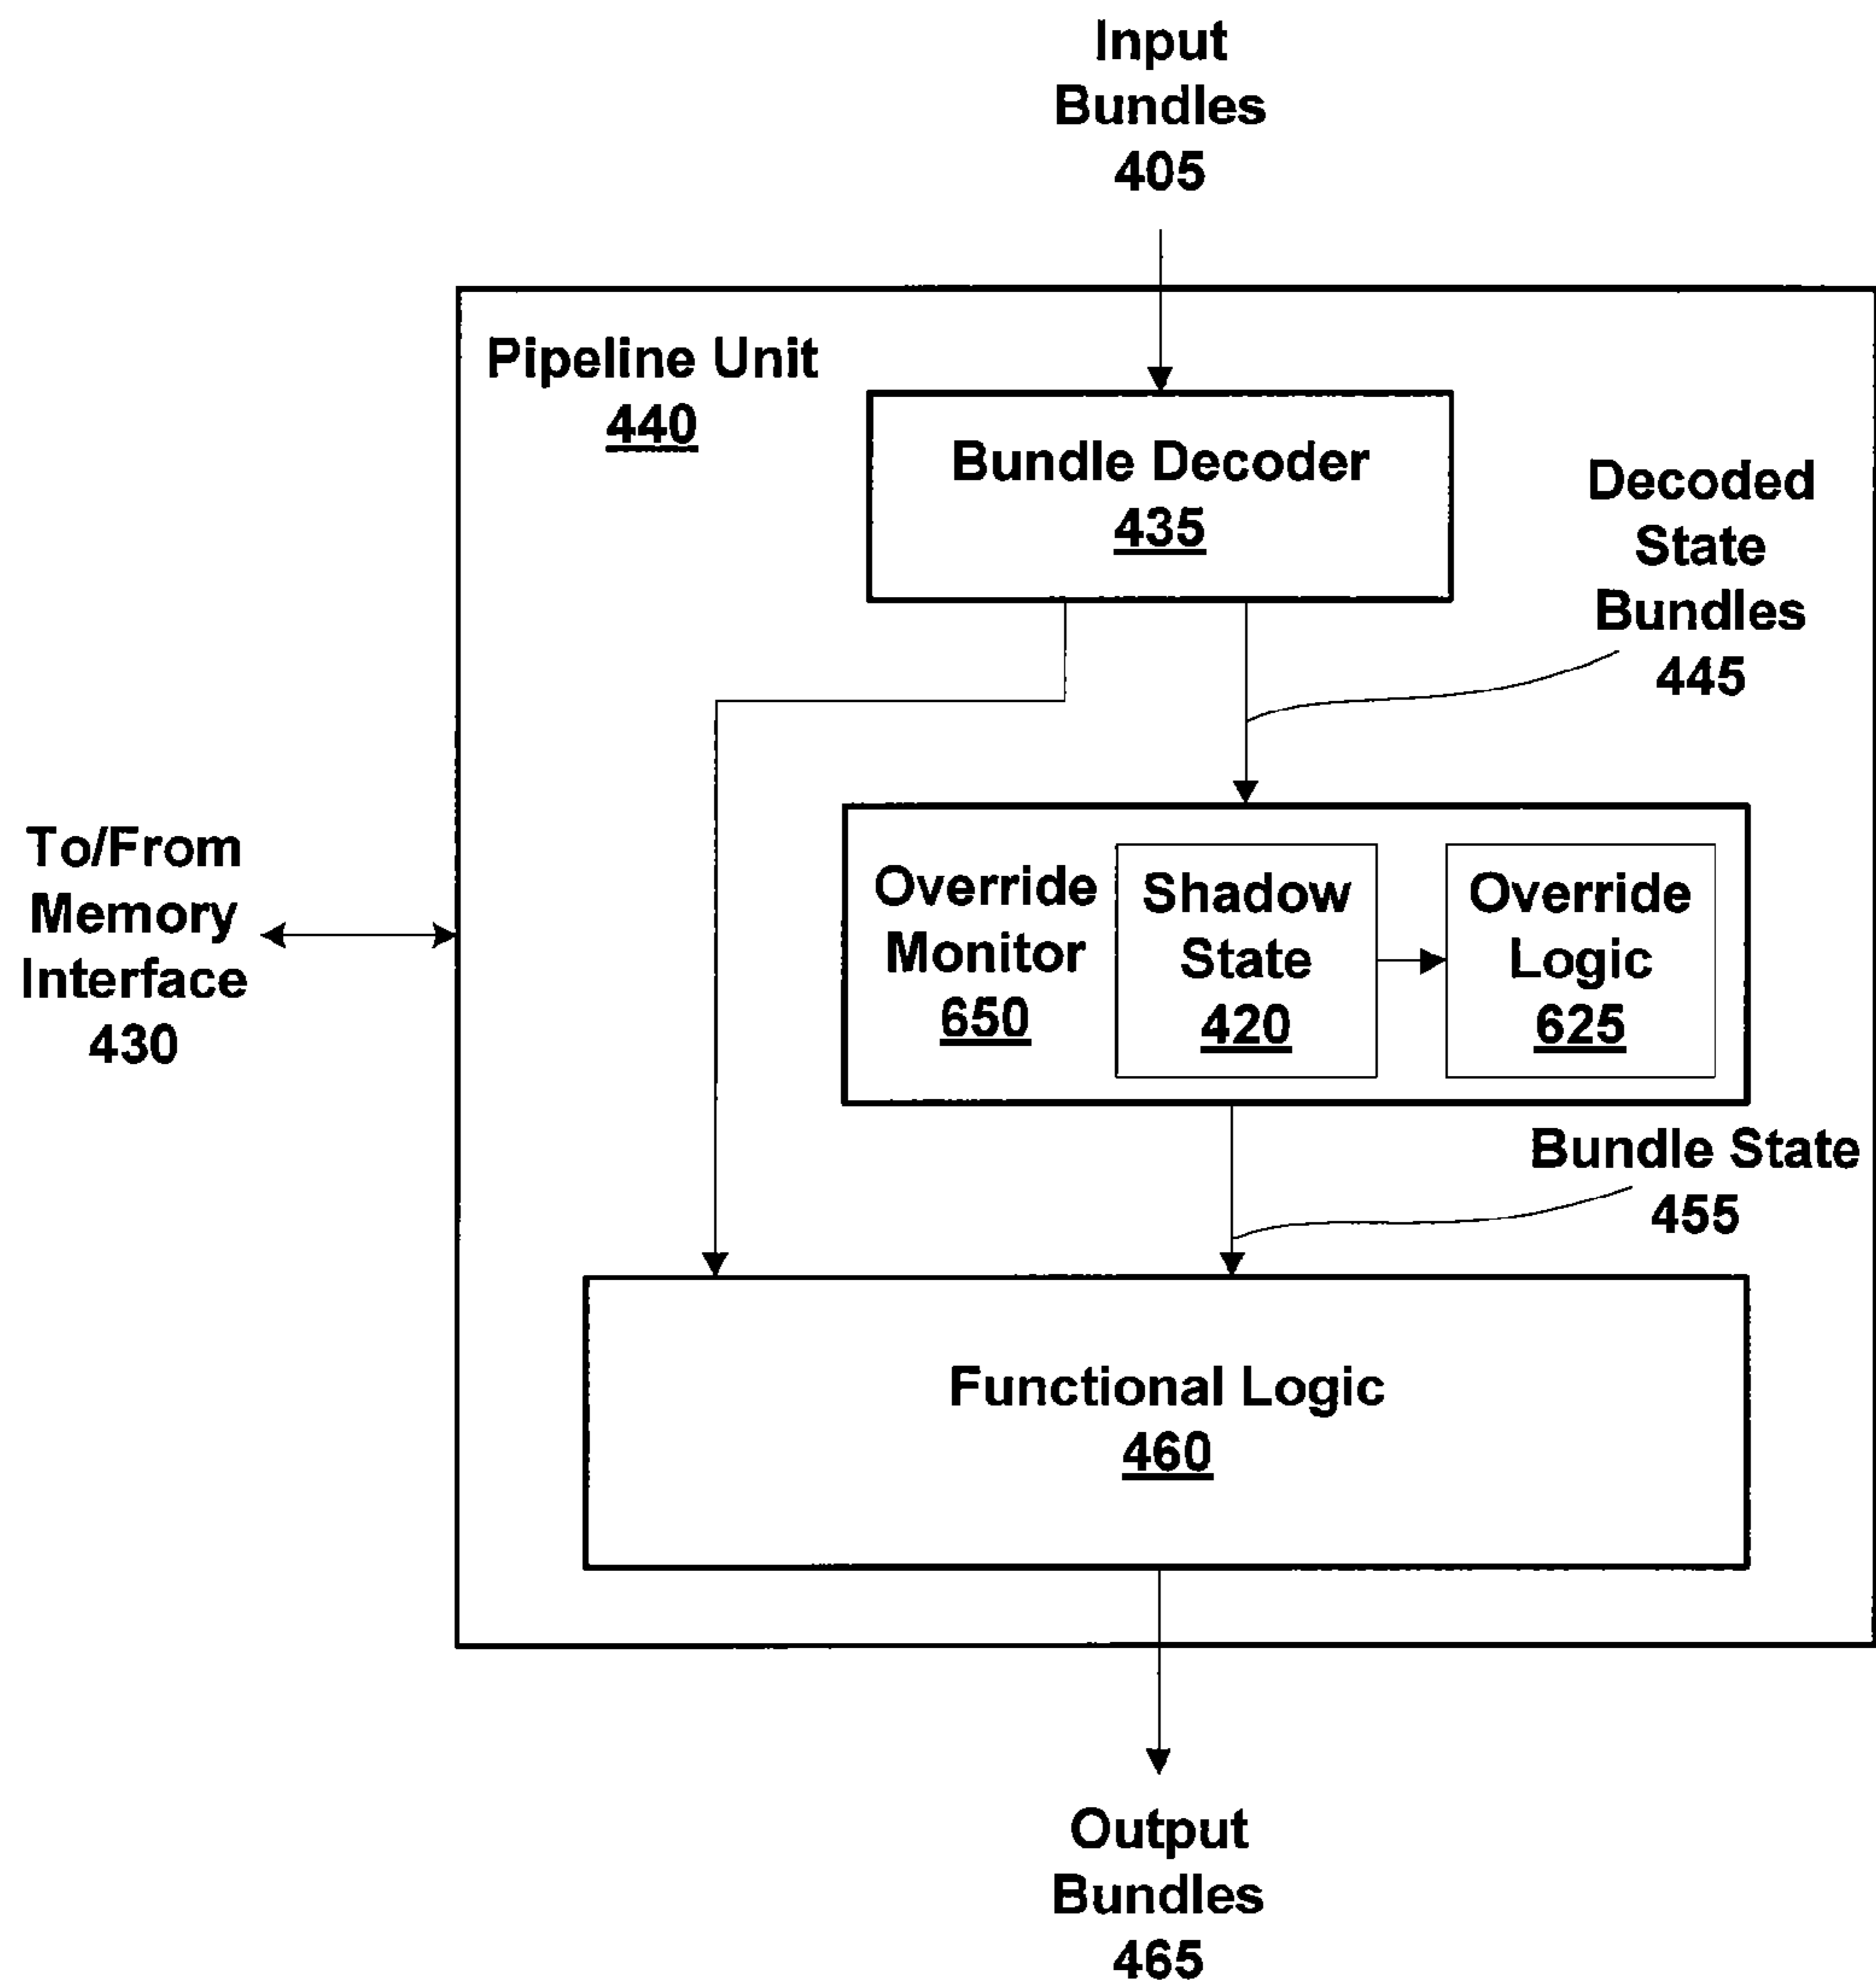 Input
Bundles
405
Pipeline Unit
440
Bundle Decoder
435
Decoded
State
Bundles
445
To/From
Memory
Interface
430
Override
Monitor
650
Shadow
State
420
Override
Logic
625
Bundle State
455
Functional Logic
460
Output
Bundles
465